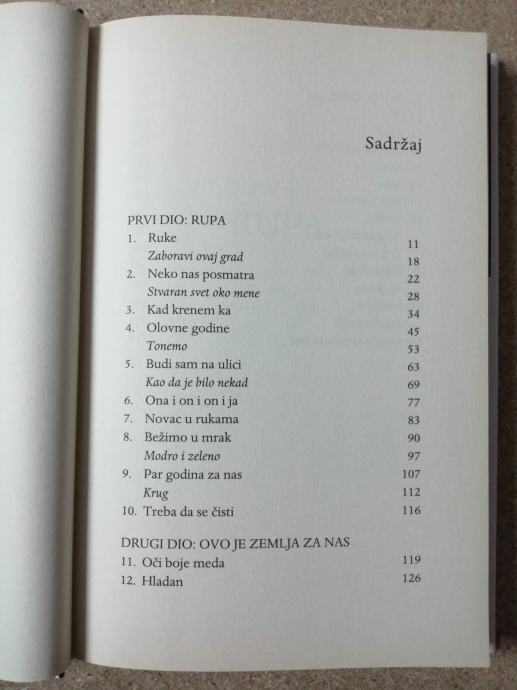 Sadržaj
PRVI DIO: RUPA
1. Ruke 11
Zaboravi ovaj grad 18
2. Neko nas posmatra 22
Stvaran svet oko mene 28
3. Kad krenem ka 34
4. Olovne godine 45
Tonemo 53
5. Budi sam na ulici 63
Kao da je bilo nekad 69
6. Ona i on i on i ja 77
7. Novac u rukama 83
8. Bežimo u mrak 90
Modro i zeleno 97
9. Par godina za nas 107
Krug 112
10. Treba da se čisti 116
DRUGI DIO: OVO JE ZEMLJA ZA NAS
11. Oči boje meda 119
12. Hladan 126